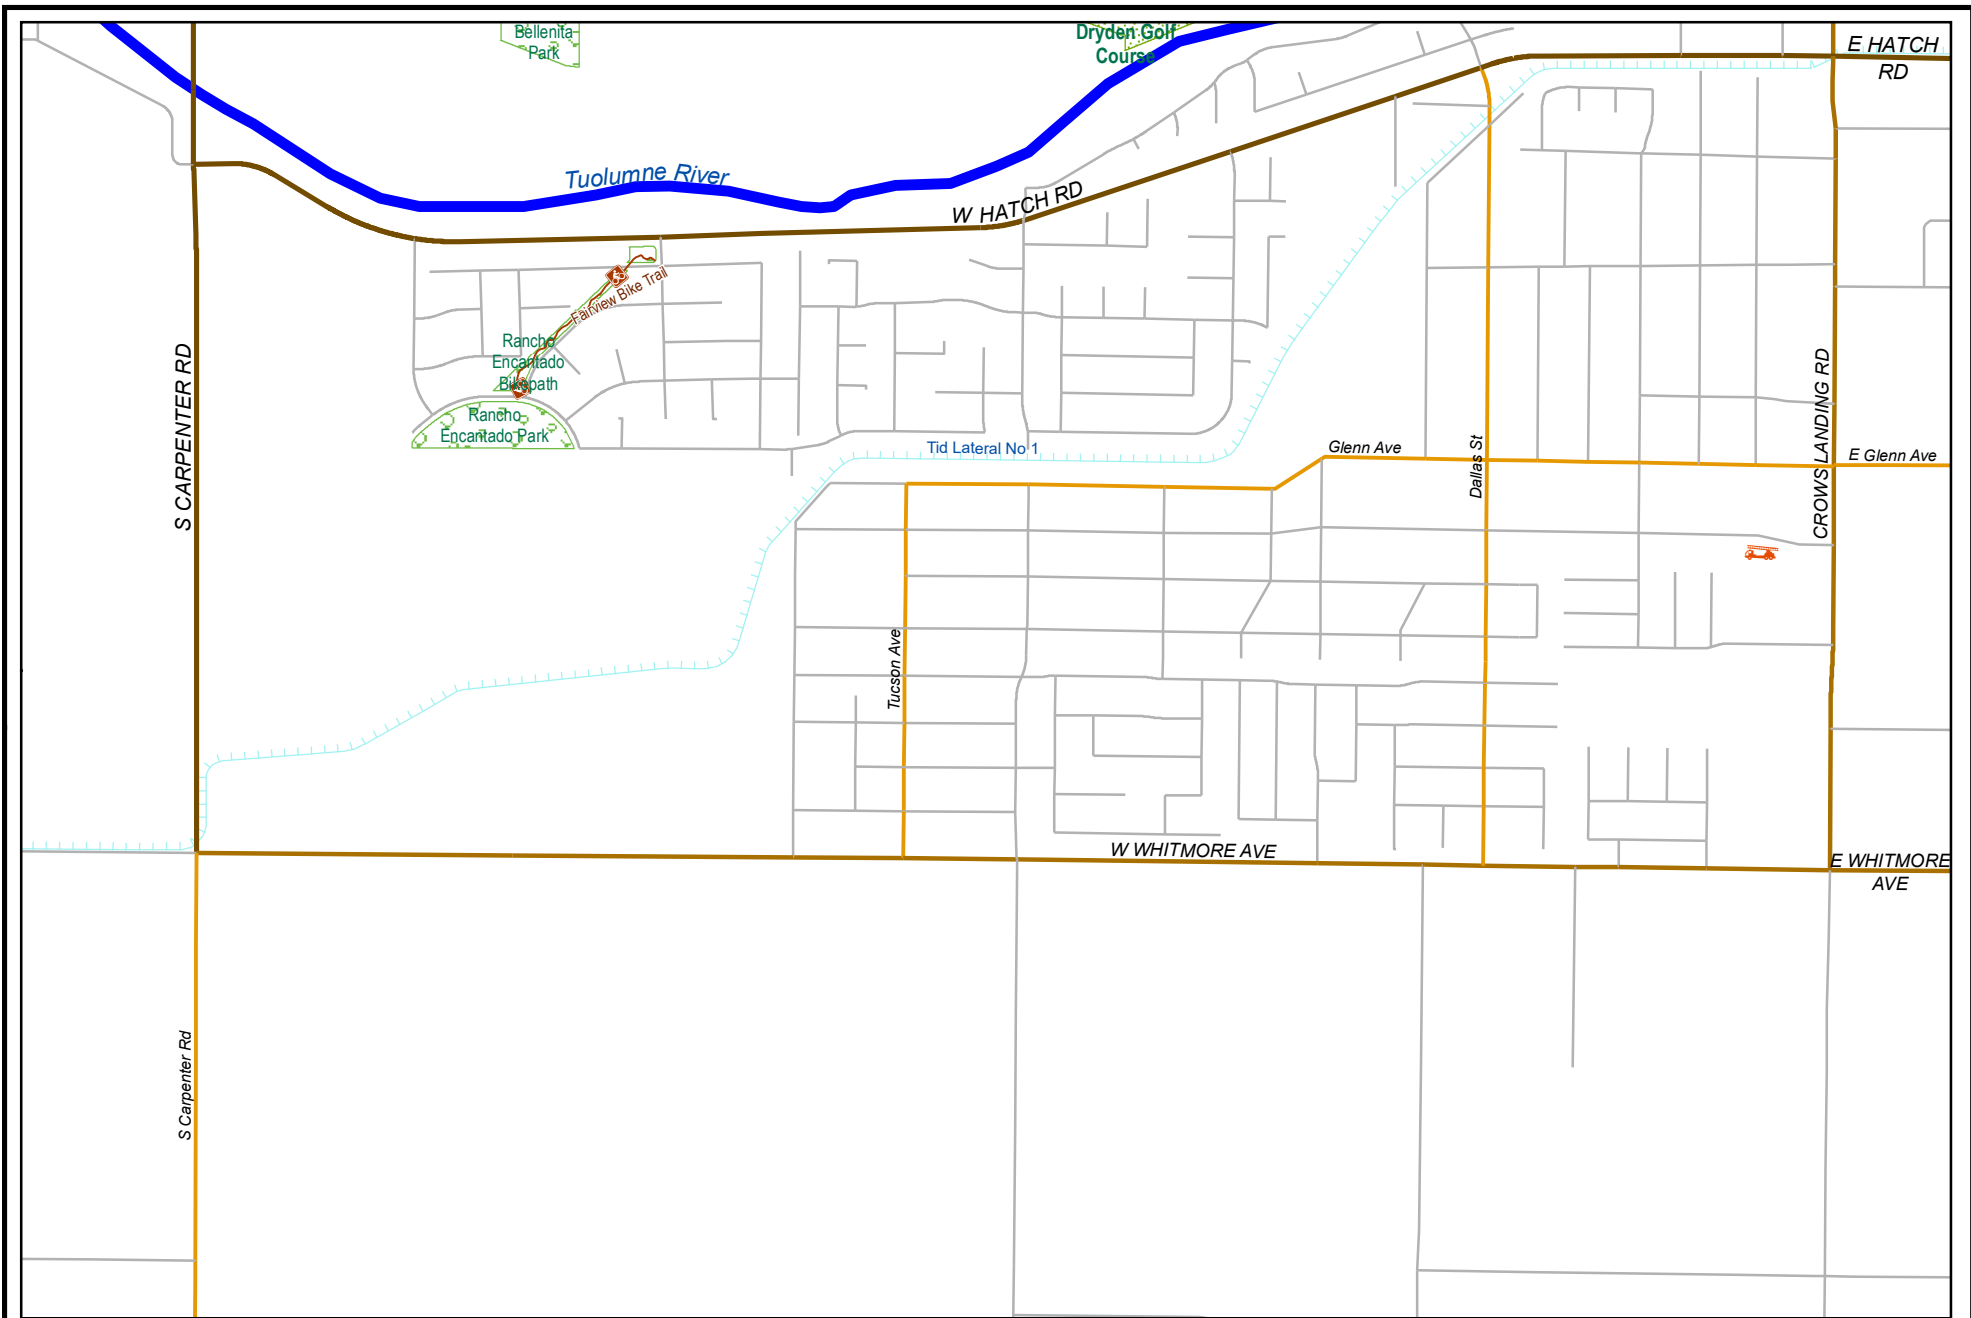 Bellenita
Park
Dryden Golf
Course
E HATCH
RD
Tuolumne River
W HATCH RD
Fairview Bike Trail
Rancho
Encantado
Bikepath
Rancho
Encantado Park
S CARPENTER RD
CROWS LANDING RD
Tid Lateral No 1
Glenn Ave
Dallas St
E Glenn Ave
Tucson Ave
W WHITMORE AVE
E WHITMORE
AVE
S Carpenter Rd